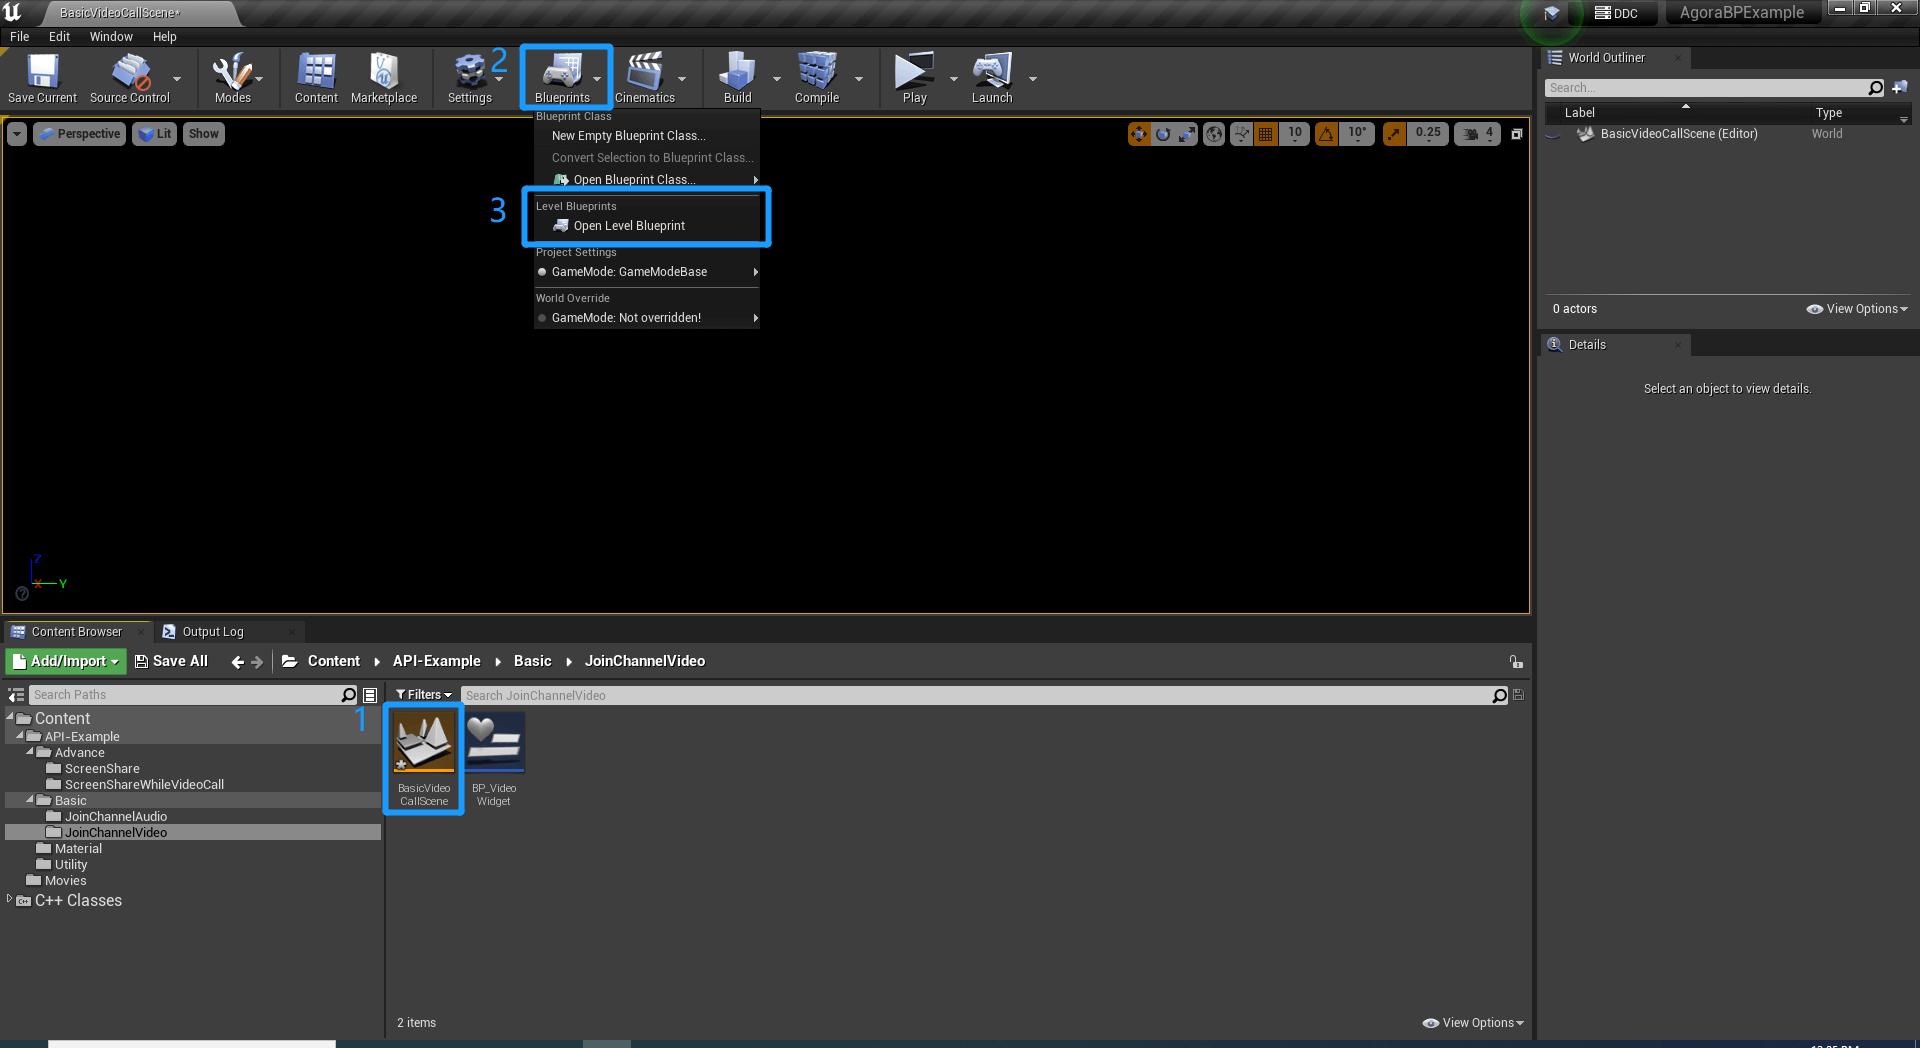 BasicVideoCallScene*
DDC
AgoraBPExample
File Edit Window Help
Save Current
Source Control
Modes
Content
Marketplace
Settings
2
Blueprints
Cinematics
Build
Compile
Play
Launch
Perspective
Lit
Show
10
10°
0.25
4
Blueprint Class
New Empty Blueprint Class...
Convert Selection to Blueprint Class...
Open Blueprint Class...
3
Level Blueprints
Open Level Blueprint
Project Settings
GameMode: GameModeBase
World Override
GameMode: Not overridden!
Z
X
Y
World Outliner
Search...
Label
Type
BasicVideoCallScene (Editor)
World
0 actors
View Options
Details
Select an object to view details.
Content Browser
Output Log
Add/Import
Save All
Content
API-Example
Basic
JoinChannelVideo
Search Paths
Filters
Search JoinChannelVideo
1
Content
API-Example
Advance
ScreenShare
ScreenShareWhileVideoCall
Basic
JoinChannelAudio
JoinChannelVideo
Material
Utility
Movies
C++ Classes
BasicVideo
CallScene
BP_Video
Widget
2 items
View Options